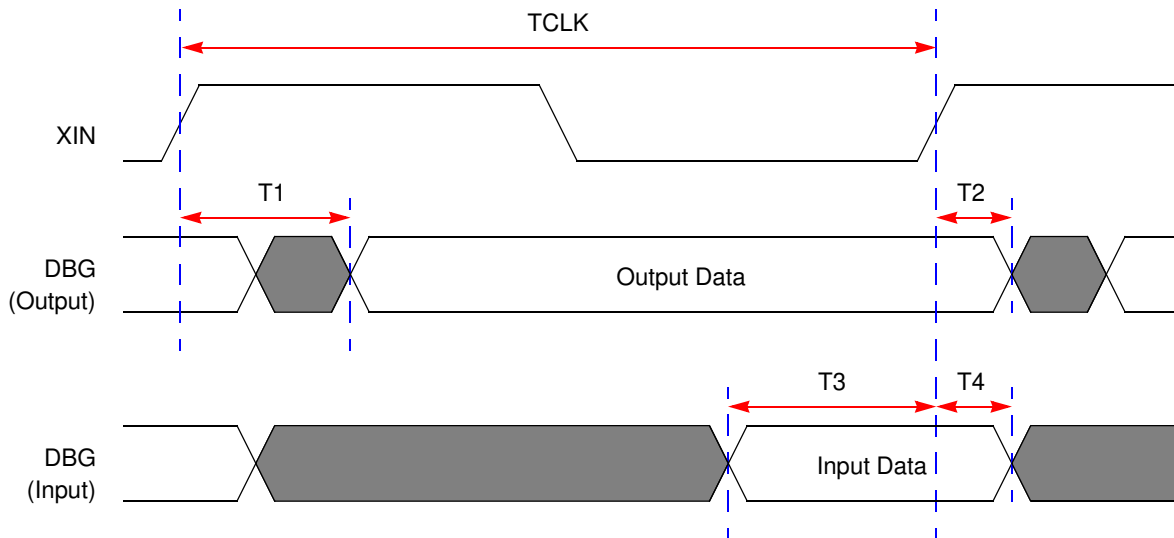 TCLK
XIN
T1
T2
DBG
(Output)
Output Data
T3
T4
DBG
(Input)
Input Data